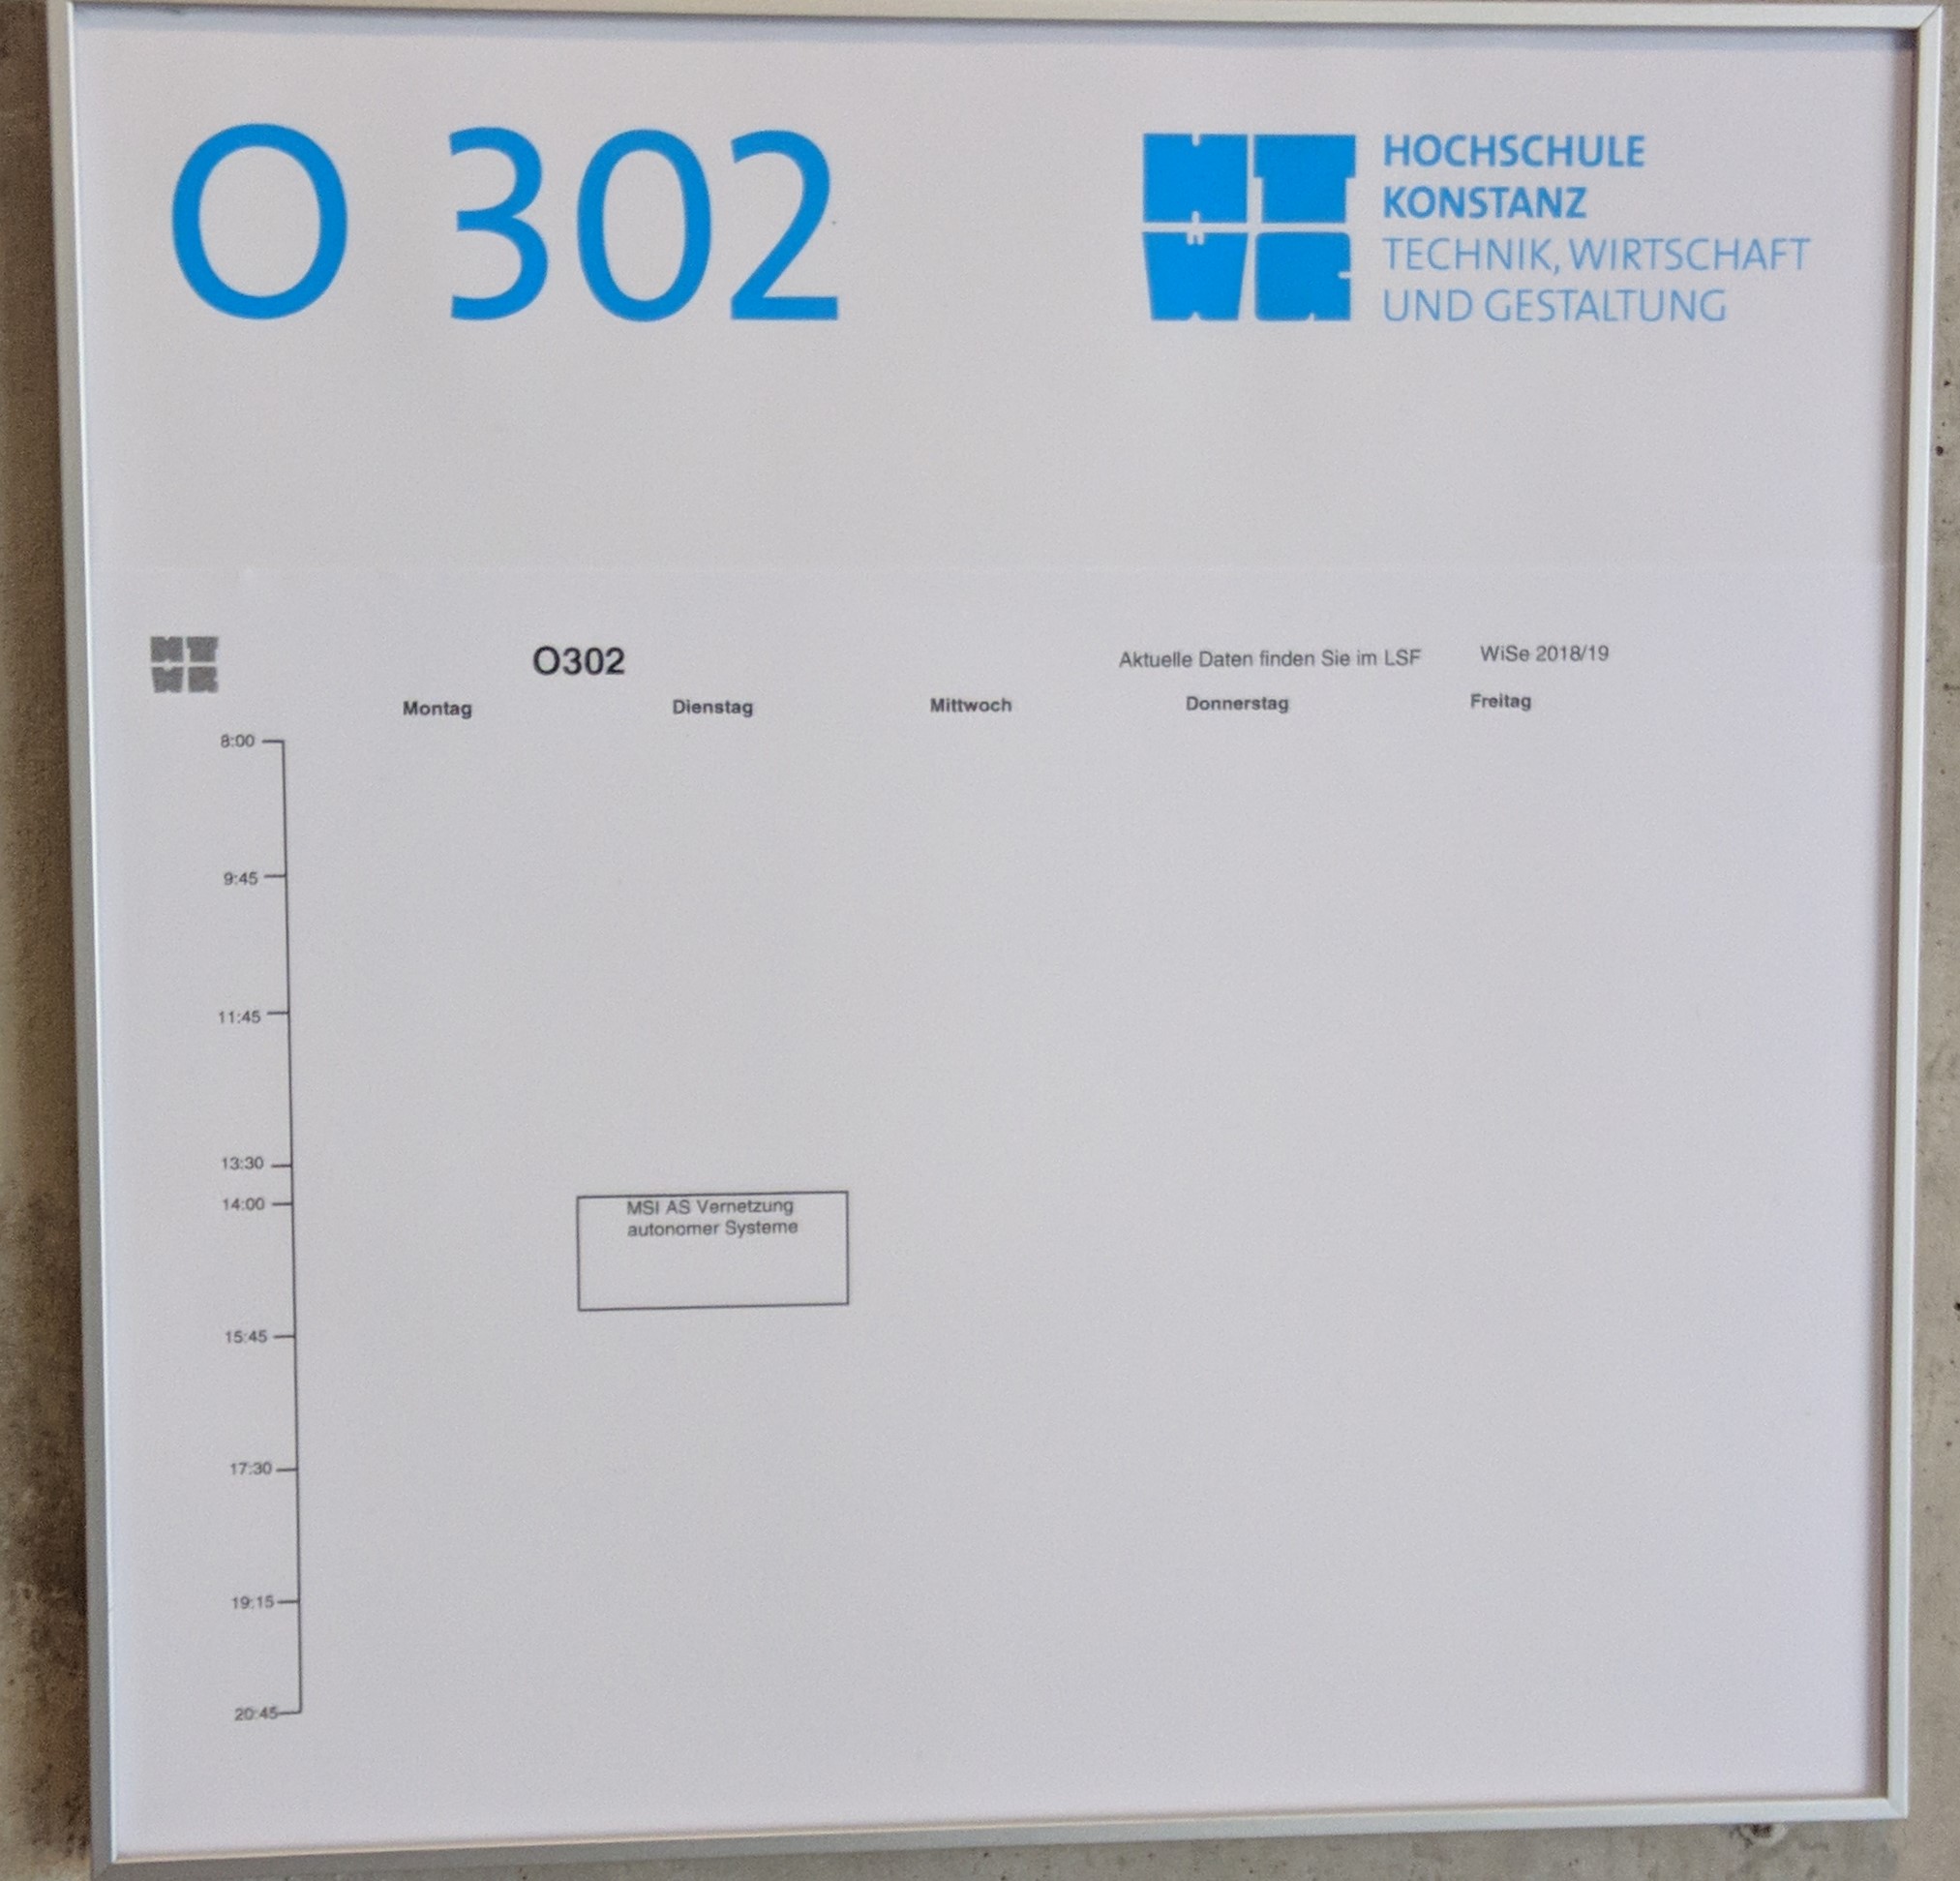 O 302
HOCHSCHULE
KONSTANZ
TECHNIK, WIRTSCHAFT
UND GESTALTUNG
O302
Aktuelle Daten finden Sie im LSF
WiSe 2018/19
Montag
Dienstag
Mittwoch
Donnerstag
Freitag
8:00
9:45
11:45
13:30
14:00
MSI AS Vernetzung
autonomer Systeme
15:45
17:30
19:15
20:45